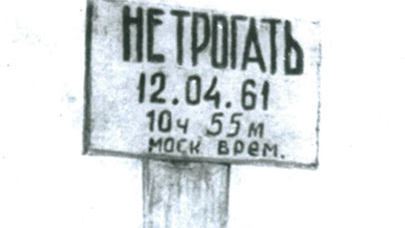 НЕ ТРОГАТЬ
12.04.61
10ч 55м
моск врем.